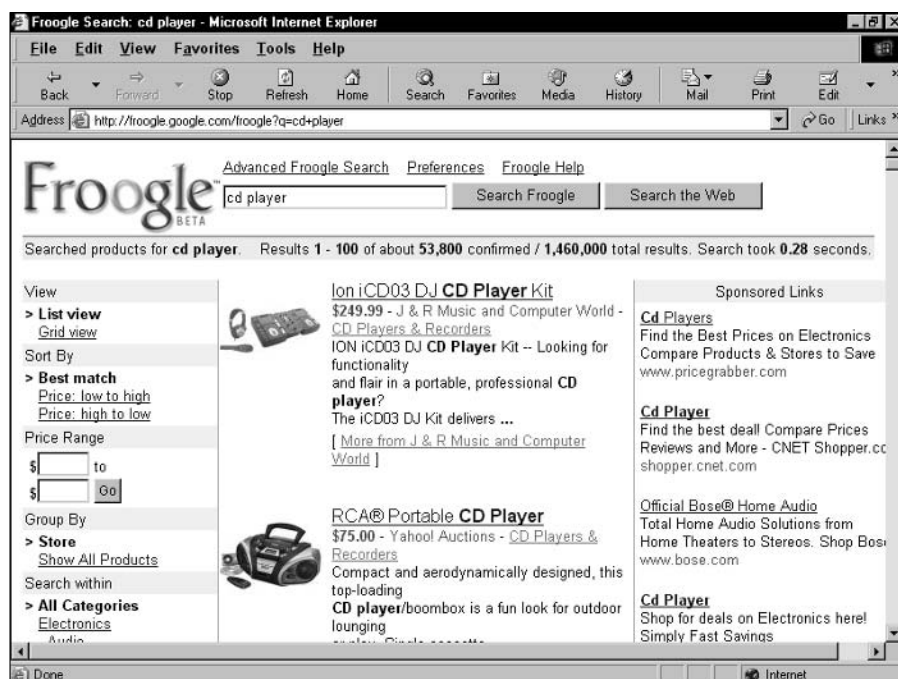 Froogle Search: cd player - Microsoft Internet Explorer
File Edit View Favorites Tools Help
Back Forward Stop Refresh Home Search Favorites Media History Mail Print Edit
Address http://froogle.google.com/froogle?q=cd+player Go Links
Froogle™ BETA
Advanced Froogle Search Preferences Froogle Help
cd player Search Froogle Search the Web
Searched products for cd player. Results 1 - 100 of about 53,800 confirmed / 1,460,000 total results. Search took 0.28 seconds.
View
> List view
Grid view
Sort By
> Best match
Price: low to high
Price: high to low
Price Range
$ to
$ Go
Group By
> Store
Show All Products
Search within
> All Categories
Electronics
Audio
Ion iCD03 DJ CD Player Kit
$249.99 - J & R Music and Computer World -
CD Players & Recorders
ION iCD03 DJ CD Player Kit -- Looking for
functionality
and flair in a portable, professional CD
player?
The iCD03 DJ Kit delivers ...
[ More from J & R Music and Computer
World ]
RCA® Portable CD Player
$75.00 - Yahoo! Auctions - CD Players &
Recorders
Compact and aerodynamically designed, this
top-loading
CD player/boombox is a fun look for outdoor
lounging
or play. Single cassette
Sponsored Links
Cd Players
Find the Best Prices on Electronics
Compare Products & Stores to Save
www.pricegrabber.com
Cd Player
Find the best deal! Compare Prices
Reviews and More - CNET Shopper.co
shopper.cnet.com
Official Bose® Home Audio
Total Home Audio Solutions from
Home Theaters to Stereos. Shop Bose
www.bose.com
Cd Player
Shop for deals on Electronics here!
Simply Fast Savings
Done Internet